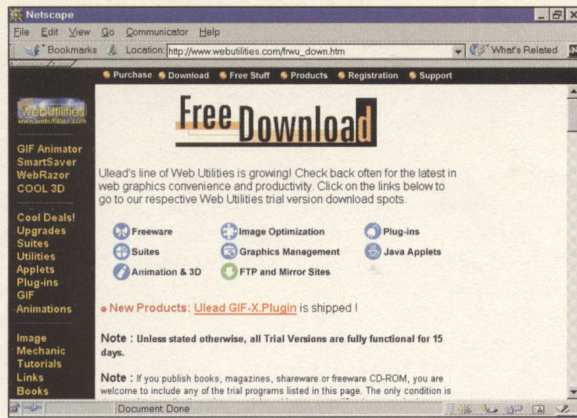 Netscape
File Edit View Go Communicator Help
Bookmarks Location: http://www.webutilities.com/frwu_down.htm What's Related
Purchase Download Free Stuff Products Registration Support
WebUtilities
www.webutilities.com
Free Download
GIF Animator
SmartSaver
WebRazor
COOL 3D
Cool Deals!
Upgrades
Suites
Utilities
Applets
Plug-ins
GIF
Animations
Image
Mechanic
Tutorials
Links
Books
Ulead's line of Web Utilities is growing! Check back often for the latest in
web graphics convenience and productivity. Click on the links below to
go to our respective Web Utilities trial version download spots.
Freeware Image Optimization Plug-ins
Suites Graphics Management Java Applets
Animation & 3D FTP and Mirror Sites
New Products: Ulead GIF-X.Plugin is shipped !
Note : Unless stated otherwise, all Trial Versions are fully functional for 15
days.
Note : If you publish books, magazines, shareware or freeware CD-ROM, you are
welcome to include any of the trial programs listed in this page. The only condition is
Document: Done